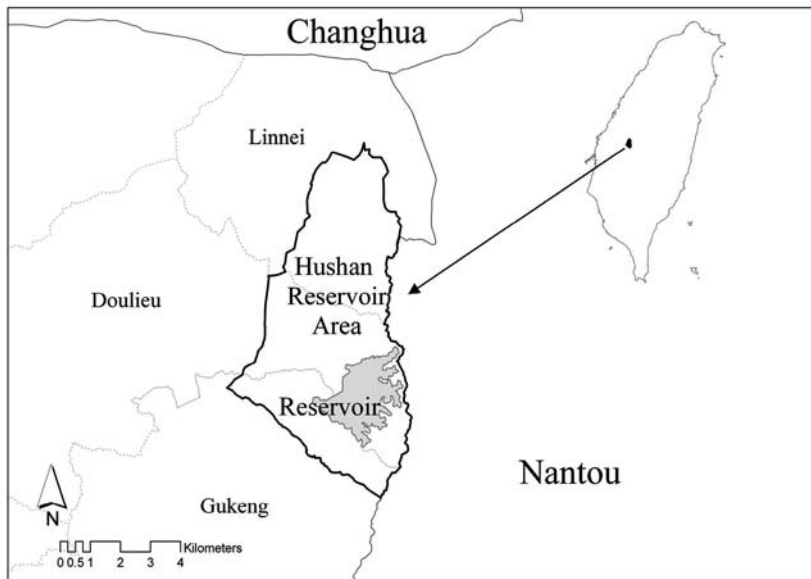 Changhua
Linnei
Hushan
Reservoir
Area
Doulieu
Reservoir
Nantou
Gukeng
N
Kilometers
0 0.5 1 2 3 4